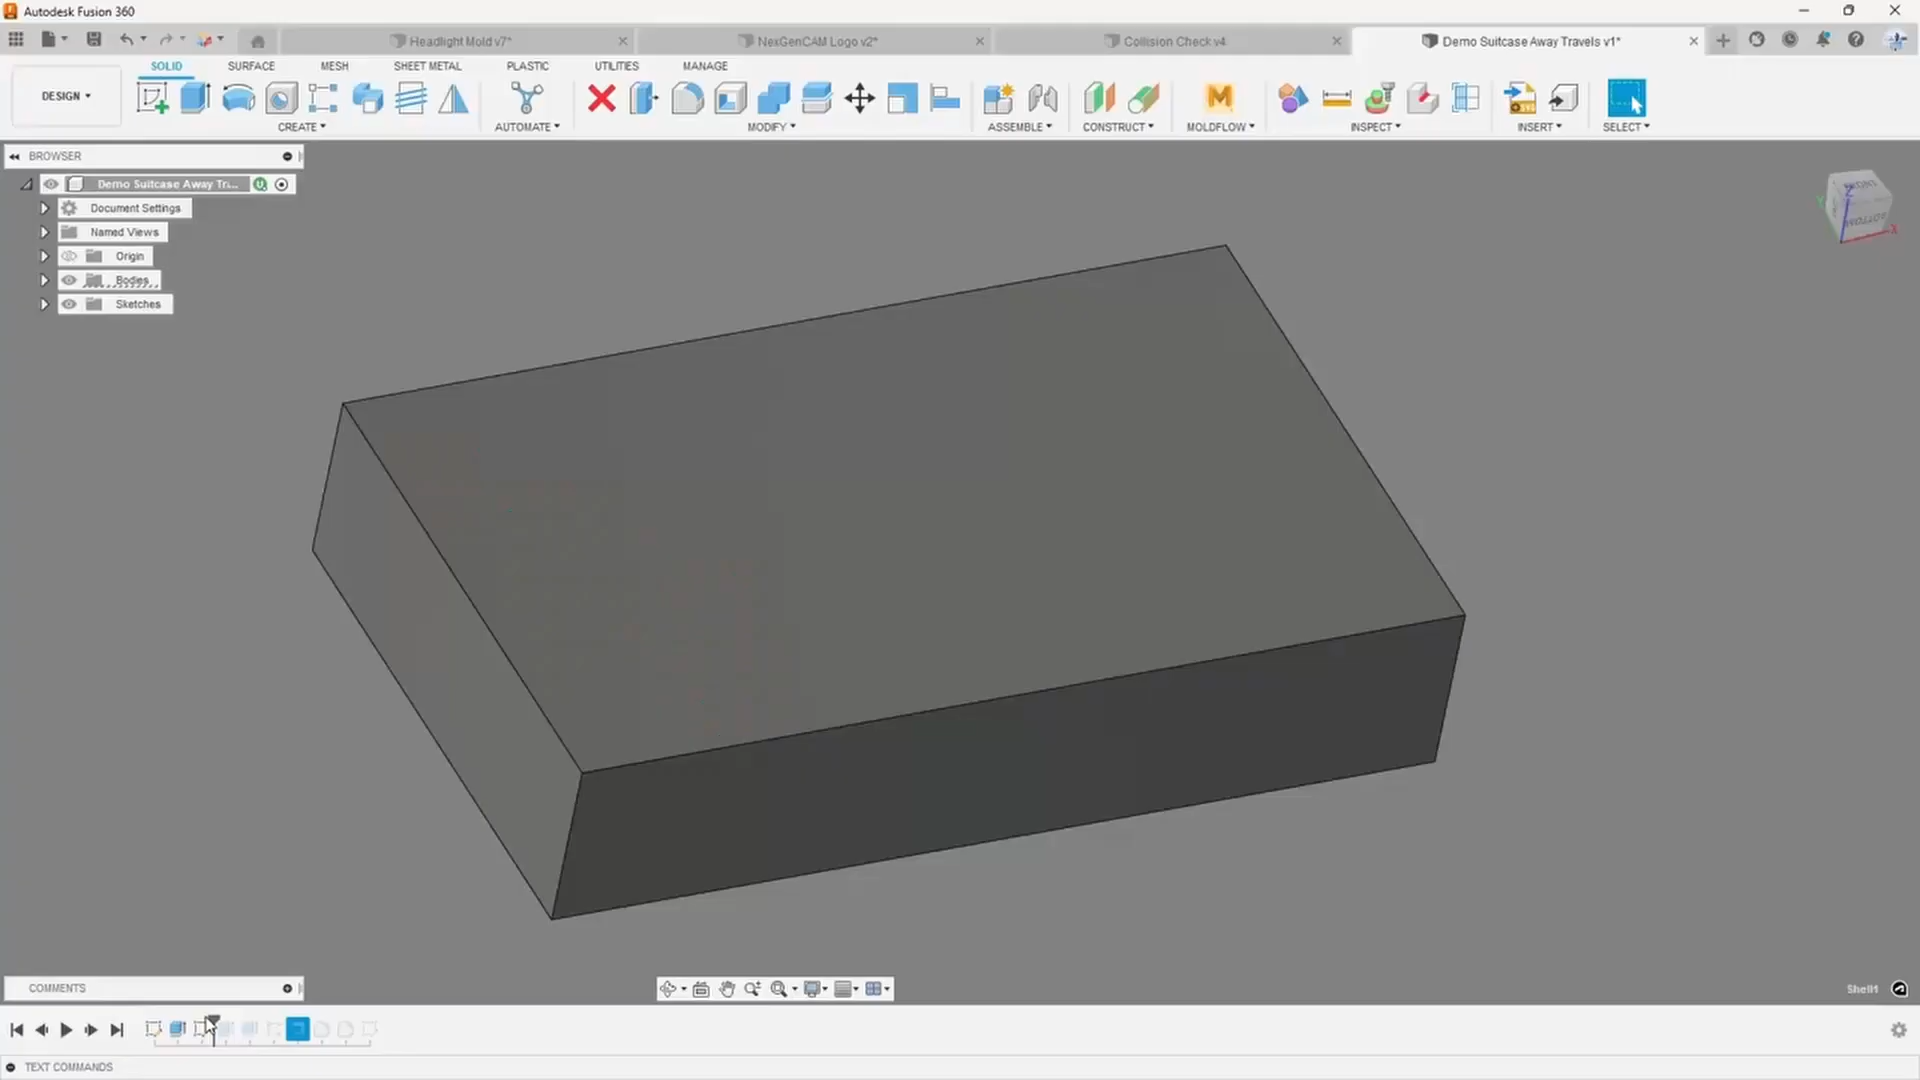 Autodesk Fusion 360
Headlight Mold v7*
NexGenCAM Logo v2*
Collision Check v4
Demo Suitcase Away Travels v1*
SOLID SURFACE MESH SHEET METAL PLASTIC UTILITIES MANAGE
DESIGN
M
CREATE AUTOMATE MODIFY ASSEMBLE CONSTRUCT MOLDFLOW INSPECT INSERT SELECT
BROWSER
Demo Suitcase Away Tr...
Document Settings
Named Views
Origin
Bodies
Sketches
Z
Y
X
FRONT
BOTTOM
COMMENTS
Shell1
TEXT COMMANDS